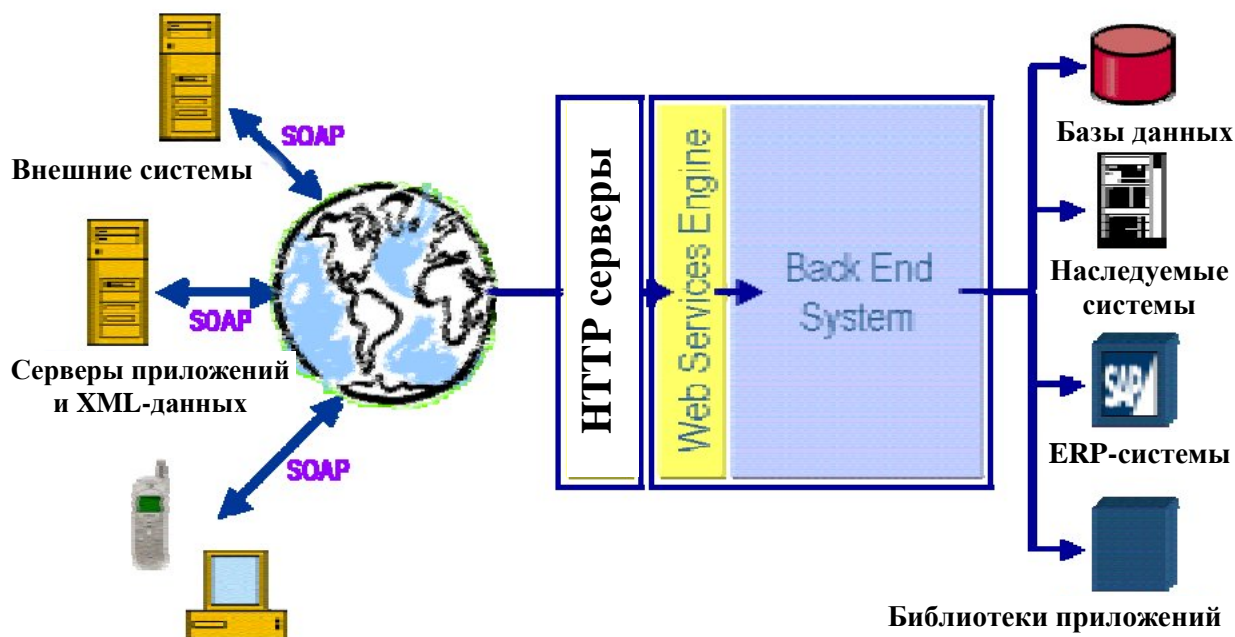 SOAP
Внешние системы
SOAP
Серверы приложений
и XML-данных
SOAP
HTTP серверы
Web Services Engine
Back End
System
Базы данных
Наследуемые
системы
SAP
ERP-системы
Библиотеки приложений